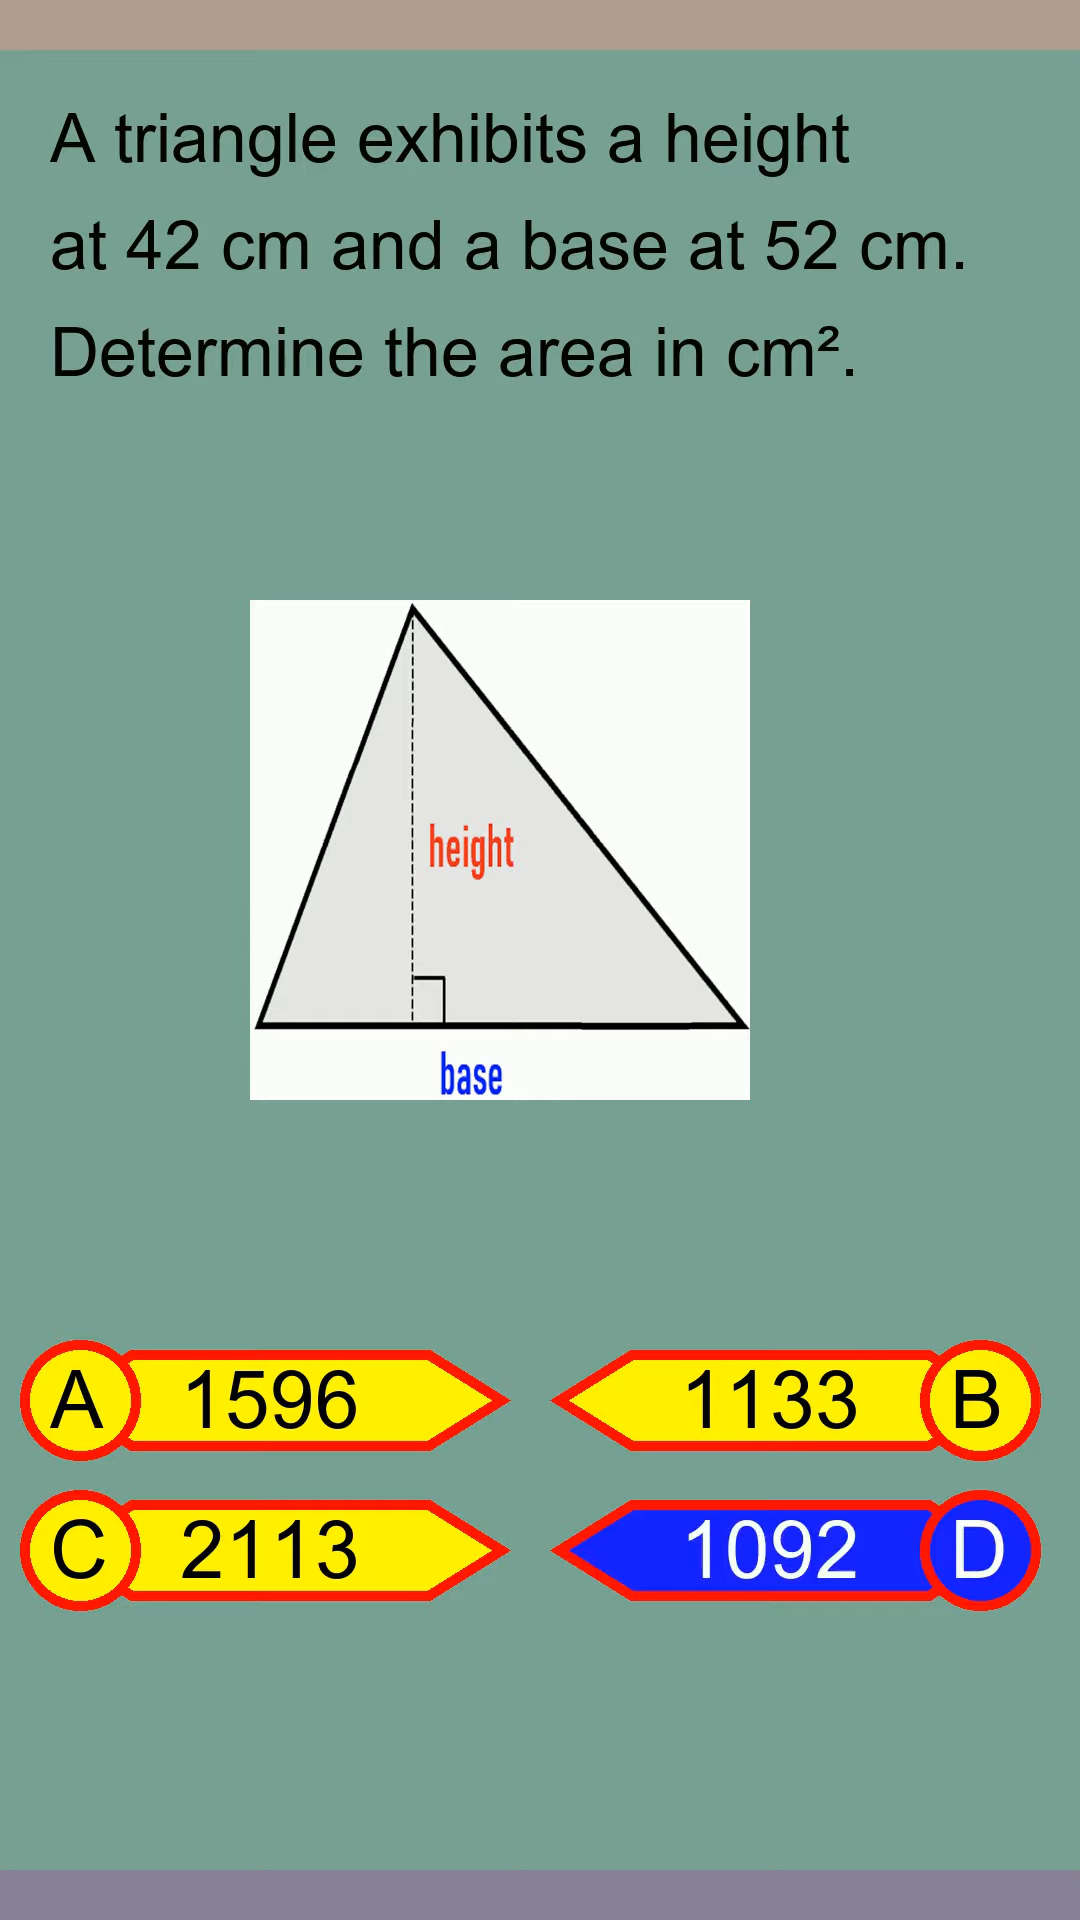 A triangle exhibits a height
at 42 cm and a base at 52 cm.
Determine the area in cm².
height
base
A 1596
1133 B
C 2113
1092 D